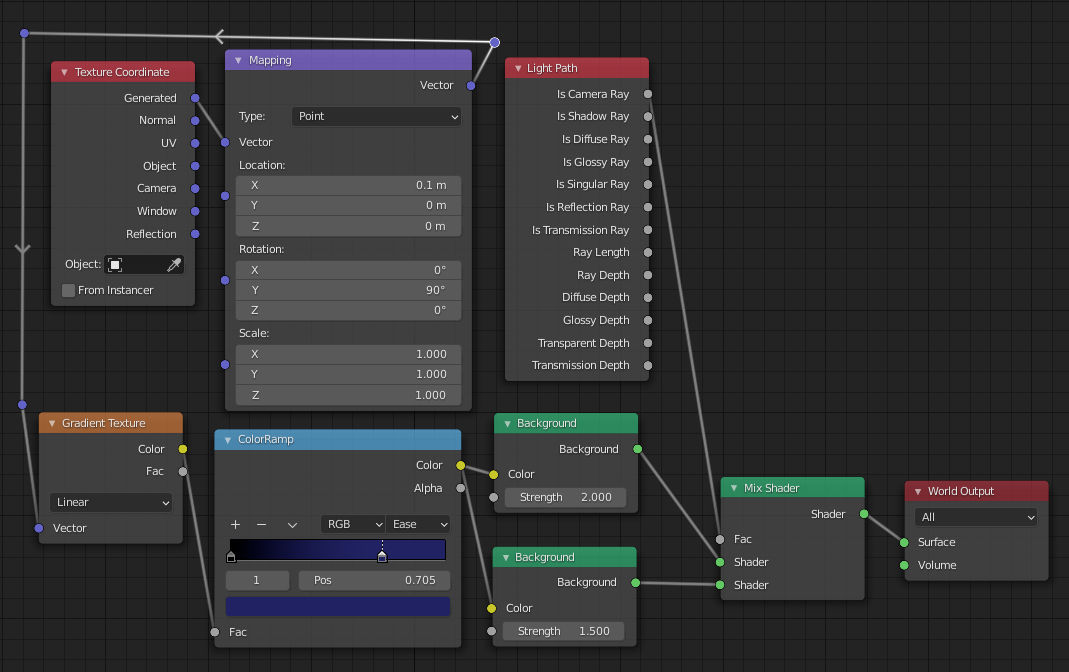 Texture Coordinate
Generated
Normal
UV
Object
Camera
Window
Reflection
Object:
From Instancer
Mapping
Vector
Type: Point
Vector
Location:
X 0.1 m
Y 0 m
Z 0 m
Rotation:
X 0°
Y 90°
Z 0°
Scale:
X 1.000
Y 1.000
Z 1.000
Light Path
Is Camera Ray
Is Shadow Ray
Is Diffuse Ray
Is Glossy Ray
Is Singular Ray
Is Reflection Ray
Is Transmission Ray
Ray Length
Ray Depth
Diffuse Depth
Glossy Depth
Transparent Depth
Transmission Depth
Gradient Texture
Color
Fac
Linear
Vector
ColorRamp
Color
Alpha
RGB Ease
1 Pos 0.705
Fac
Background
Background
Color
Strength 2.000
Background
Background
Color
Strength 1.500
Mix Shader
Shader
Fac
Shader
Shader
World Output
All
Surface
Volume